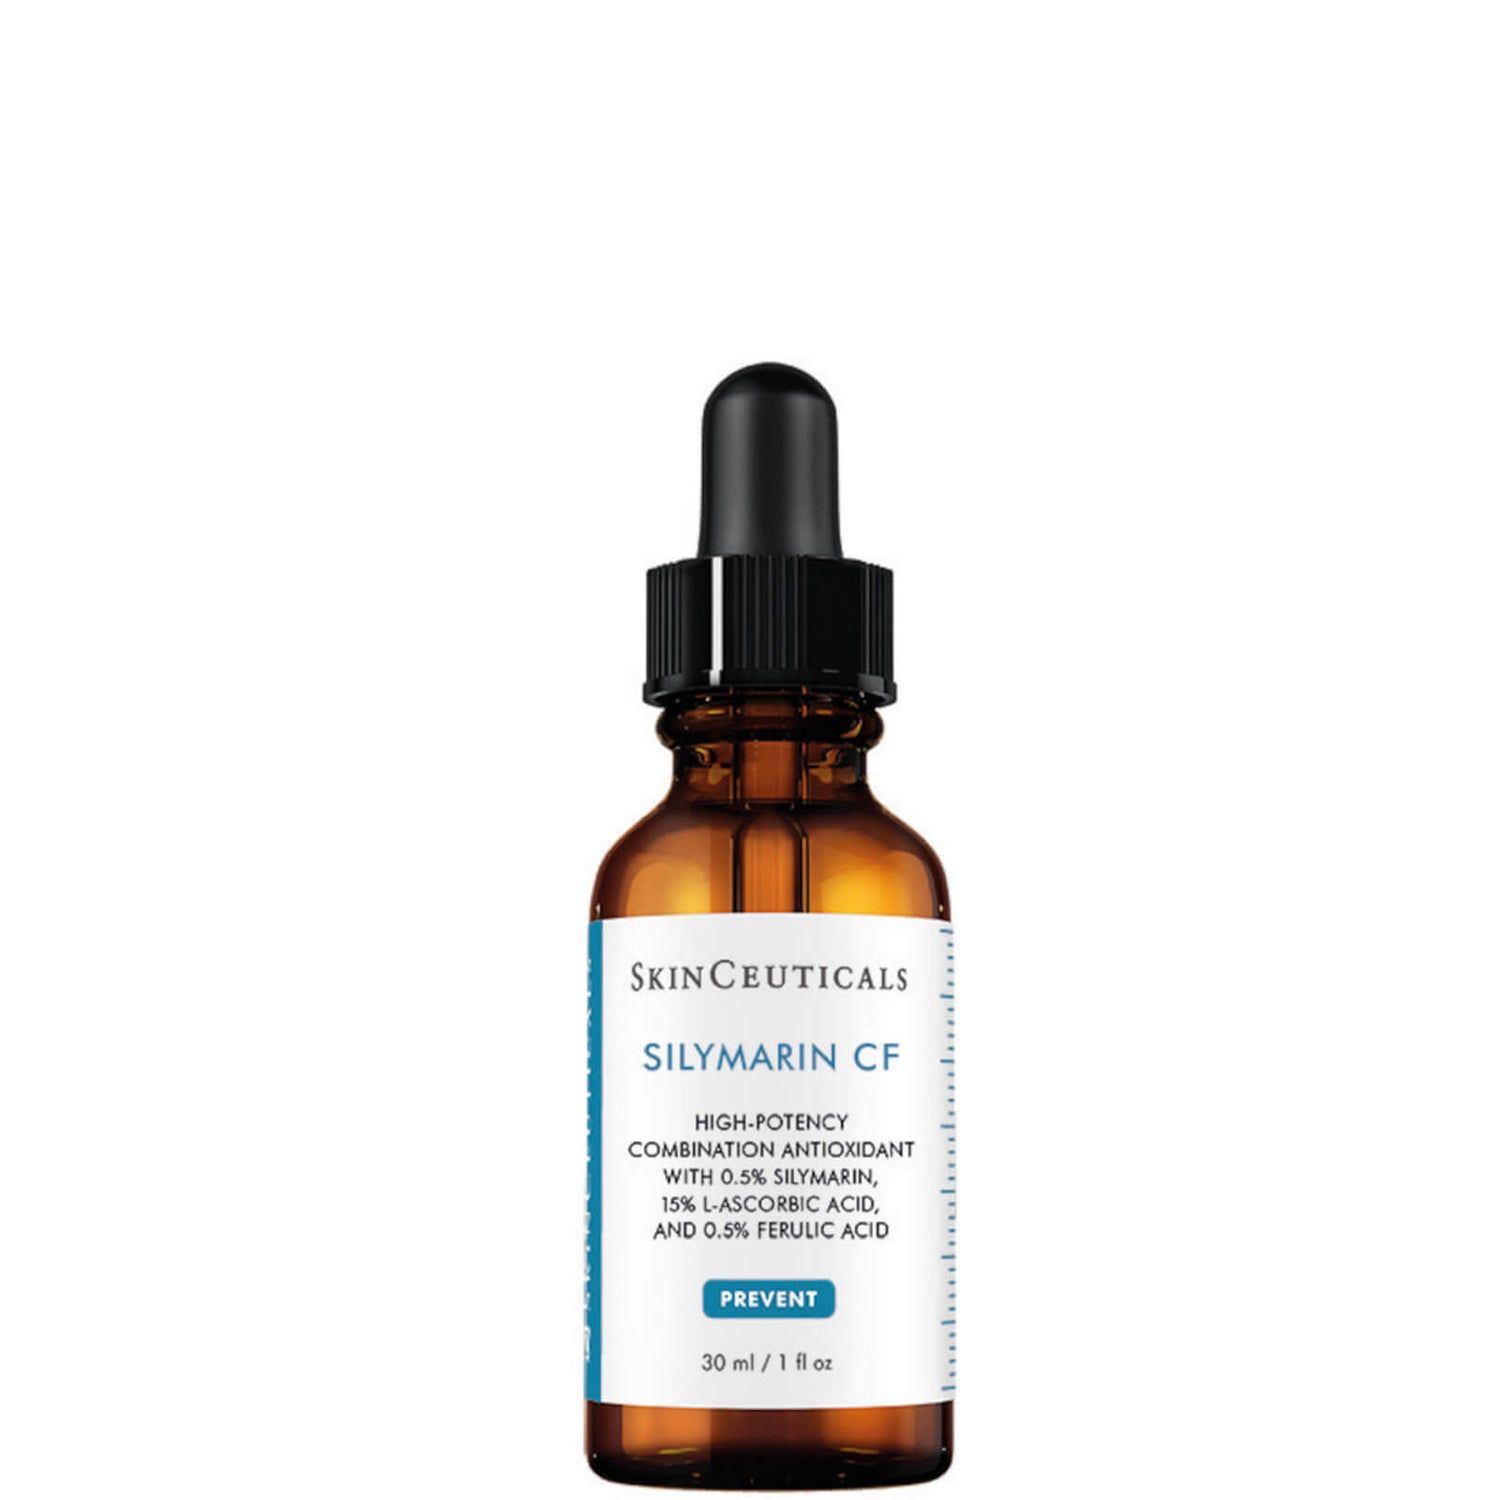 SKINCEUTICALS
SILYMARIN CF
HIGH-POTENCY
COMBINATION ANTIOXIDANT
WITH 0.5% SILYMARIN,
15% L-ASCORBIC ACID,
AND 0.5% FERULIC ACID
PREVENT
30 ml / 1 fl oz